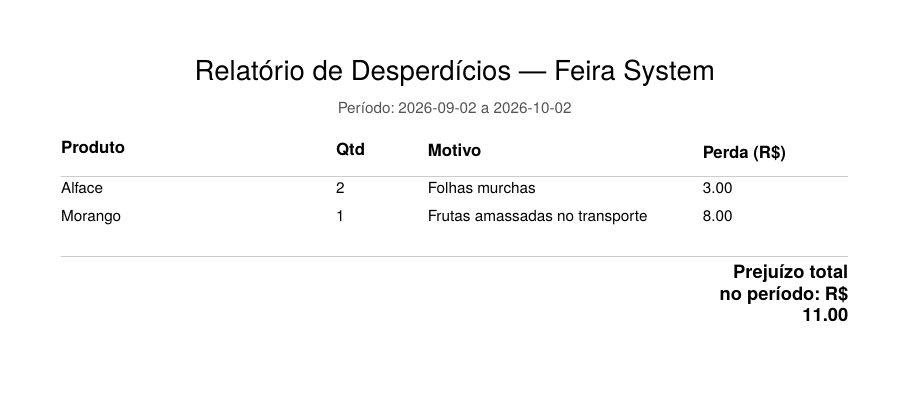 Relatório de Desperdícios — Feira System
Período: 2026-09-02 a 2026-10-02
Produto Qtd Motivo Perda (R$)
Alface 2 Folhas murchas 3.00
Morango 1 Frutas amassadas no transporte 8.00
Prejuízo total
no período: R$
11.00